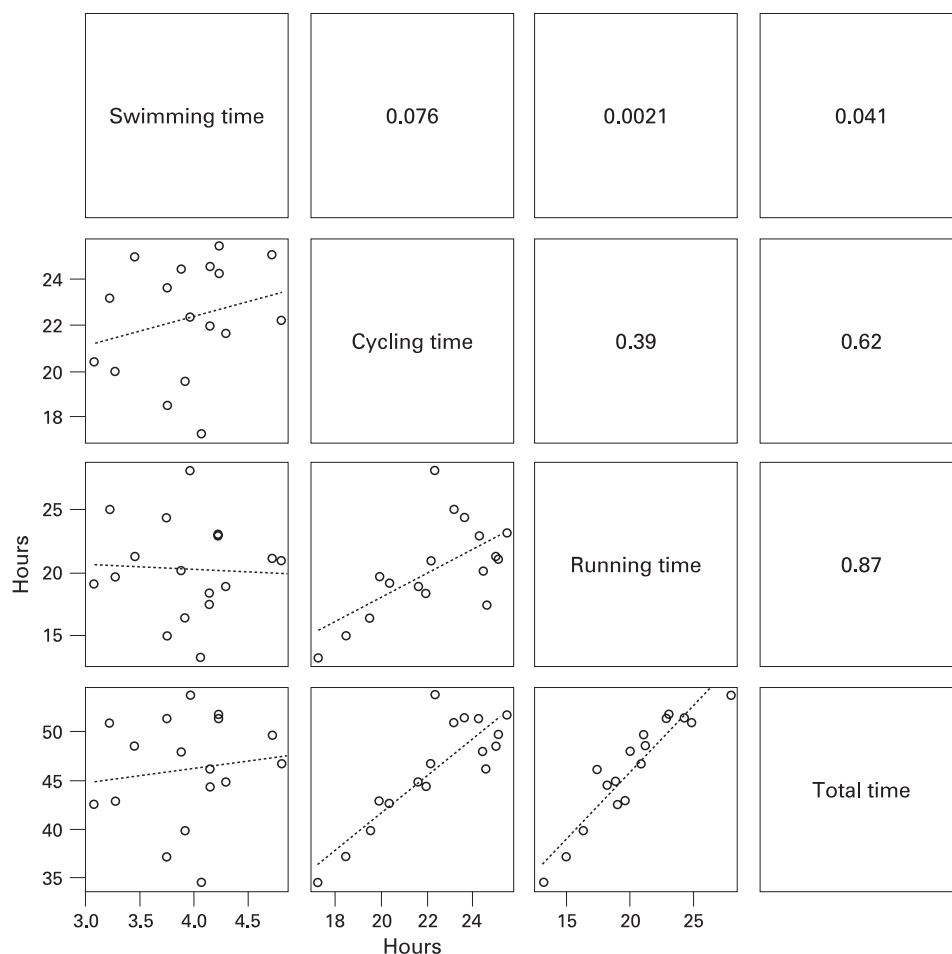 Swimming time 0.076 0.0021 0.041
24
22
20
18
Cycling time 0.39 0.62
25
20
15
Running time 0.87
50
45
40
35
Total time
3.0 3.5 4.0 4.5 18 20 22 24 15 20 25
Hours
Hours